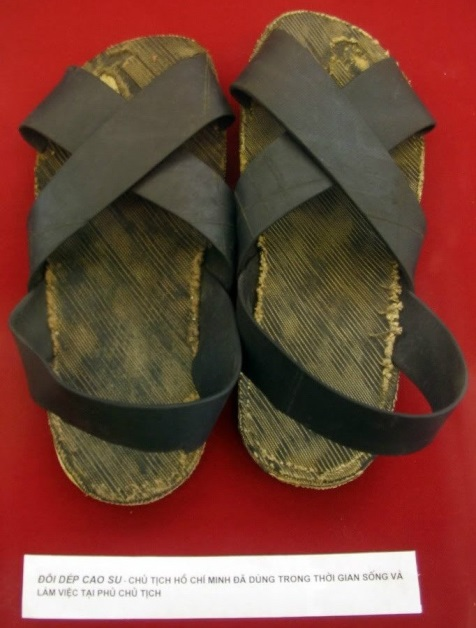 ĐÔI DÉP CAO SU - CHỦ TỊCH HỒ CHÍ MINH ĐÃ DÙNG TRONG THỜI GIAN SỐNG VÀ
LÀM VIỆC TẠI PHỦ CHỦ TỊCH